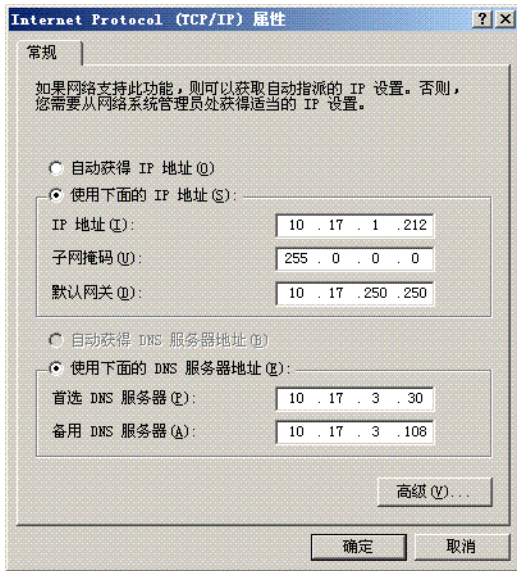 Internet Protocol (TCP/IP) 属性
常规
如果网络支持此功能，则可以获取自动指派的 IP 设置。否则，
您需要从网络系统管理员处获得适当的 IP 设置。
自动获得 IP 地址(O)
使用下面的 IP 地址(S):
IP 地址(I): 10 . 17 . 1 .212
子网掩码(U): 255 . 0 . 0 . 0
默认网关(D): 10 . 17 .250 .250
自动获得 DNS 服务器地址(B)
使用下面的 DNS 服务器地址(E):
首选 DNS 服务器(P): 10 . 17 . 3 . 30
备用 DNS 服务器(A): 10 . 17 . 3 .108
高级(V)...
确定 取消